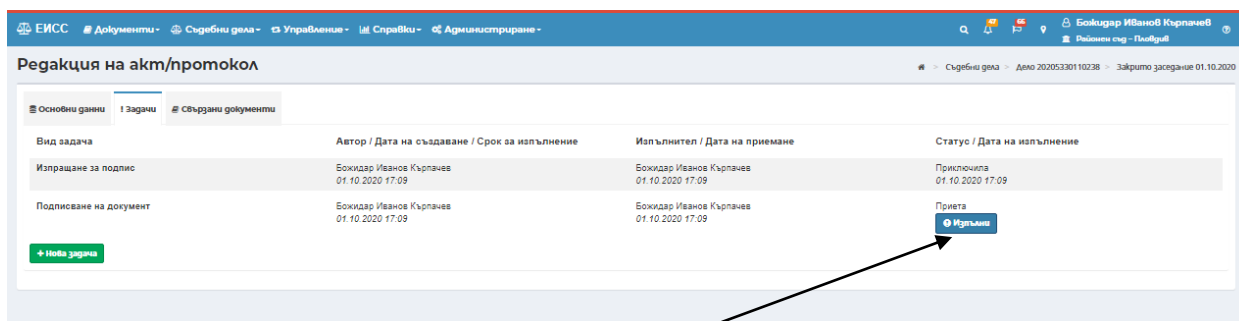 ЕИСС Документи Съдебни дела Управление Справки Администриране 47 66 Божидар Иванов Кърпачев
Районен съд – Пловдив
Редакция на акт/протокол
> Съдебни дела > Дело 20205330110238 > Закрито заседание 01.10.2020
Основни данни ! Задачи Свързани документи
Вид задача Автор / Дата на създаване / Срок за изпълнение Изпълнител / Дата на приемане Статус / Дата на изпълнение
Изпращане за подпис Божидар Иванов Кърпачев Божидар Иванов Кърпачев Приключила
01.10.2020 17:09 01.10.2020 17:09 01.10.2020 17:09
Подписване на документ Божидар Иванов Кърпачев Божидар Иванов Кърпачев Приета
01.10.2020 17:09 01.10.2020 17:09 Изпълни
+ Нова задача